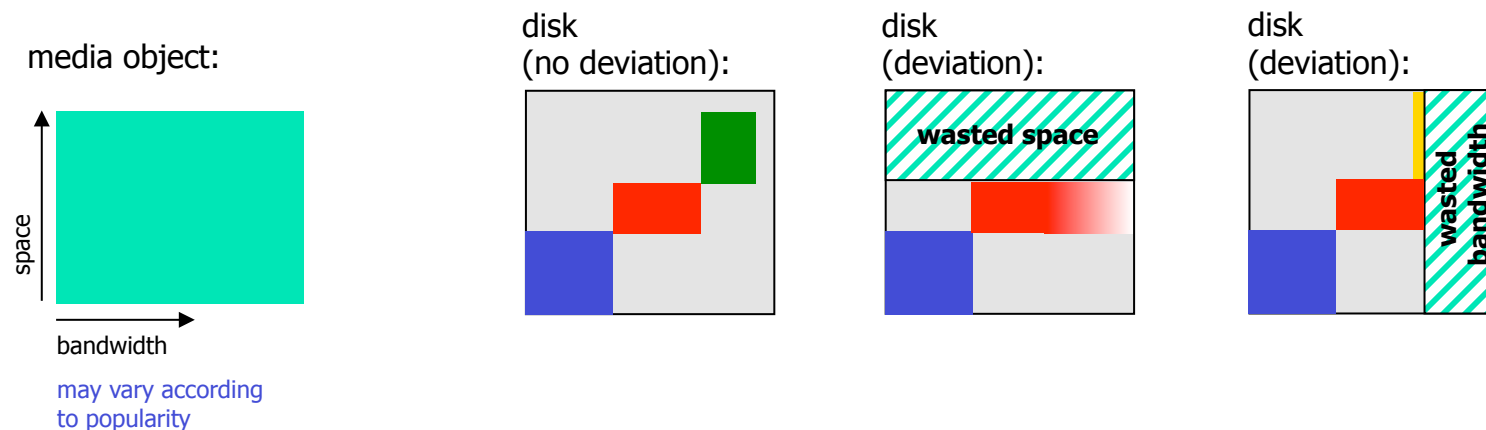 media object:
space
bandwidth
may vary according
to popularity
disk
(no deviation):
disk
(deviation):
wasted space
disk
(deviation):
wasted
bandwidth